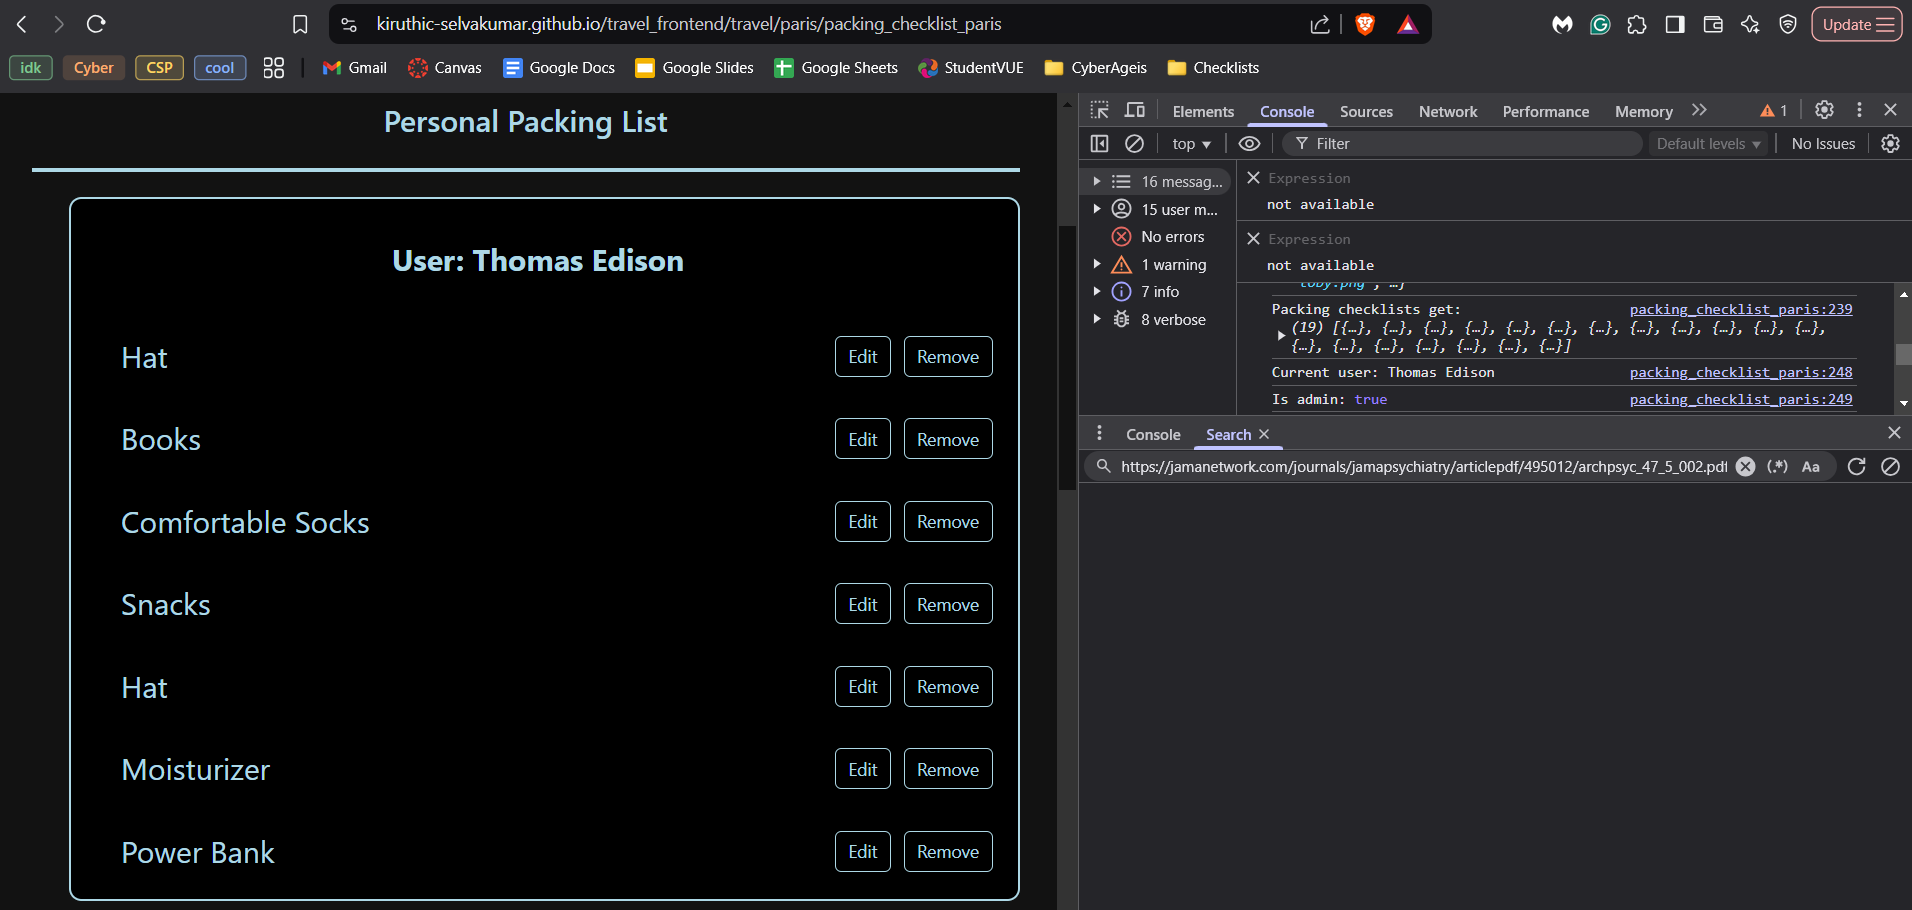 kiruthic-selvakumar.github.io/travel_frontend/travel/paris/packing_checklist_paris
Update
idk Cyber CSP cool Gmail Canvas Google Docs Google Slides Google Sheets StudentVUE CyberAgeis Checklists
Personal Packing List
User: Thomas Edison
Hat Edit Remove
Books Edit Remove
Comfortable Socks Edit Remove
Snacks Edit Remove
Hat Edit Remove
Moisturizer Edit Remove
Power Bank Edit Remove
Elements Console Sources Network Performance Memory 1
top Filter Default levels No Issues
16 messag...
15 user m...
No errors
1 warning
7 info
8 verbose
Expression
not available
Expression
not available
toby.png", …}
Packing checklists get: packing_checklist_paris:239
(19) [{…}, {…}, {…}, {…}, {…}, {…}, {…}, {…}, {…}, {…}, {…}, {…},
{…}, {…}, {…}, {…}, {…}, {…}, {…}]
Current user: Thomas Edison packing_checklist_paris:248
Is admin: true packing_checklist_paris:249
Console Search
https://jamanetwork.com/journals/jamapsychiatry/articlepdf/495012/archpsyc_47_5_002.pdf (.*) Aa